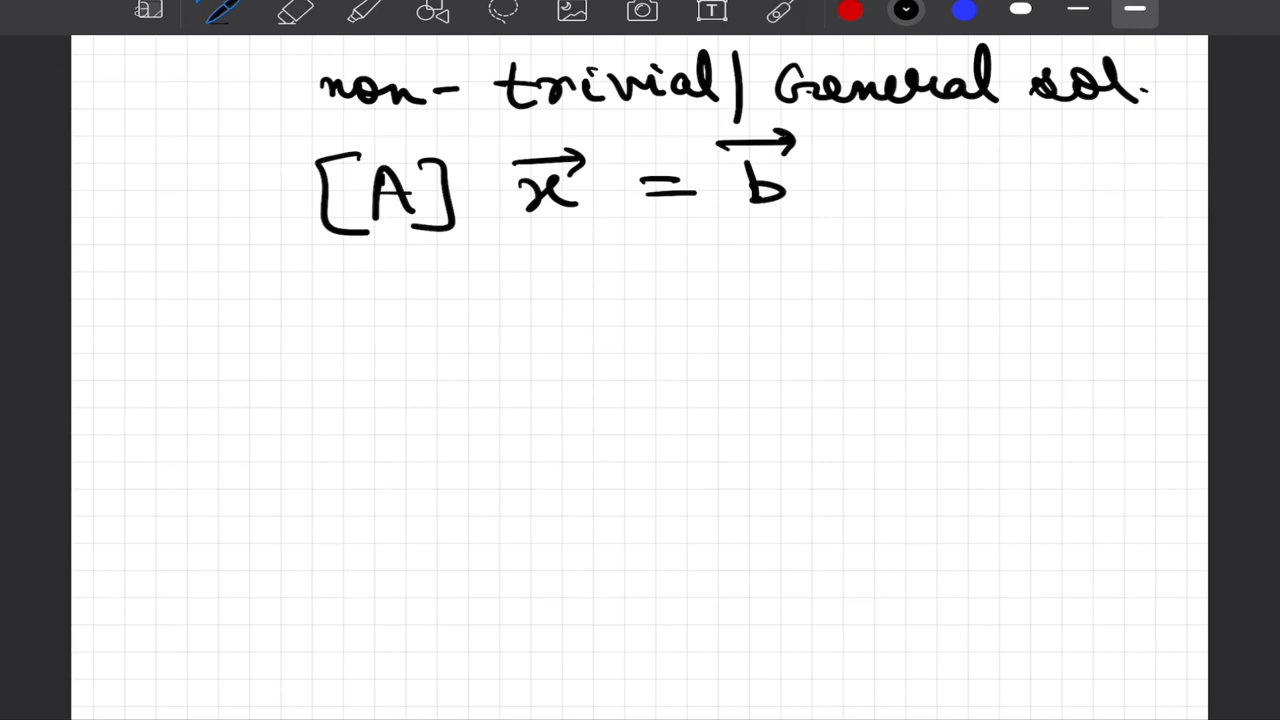 non- trivial | General sol.
[A] x⃗ = b⃗